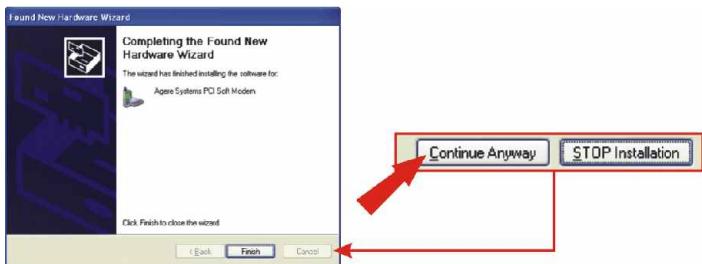 Found New Hardware Wizard
Completing the Found New
Hardware Wizard
The wizard has finished installing the software for:
Agere Systems PCI Soft Modem
Click Finish to close the wizard.
< Back
Finish
Cancel
Continue Anyway
STOP Installation